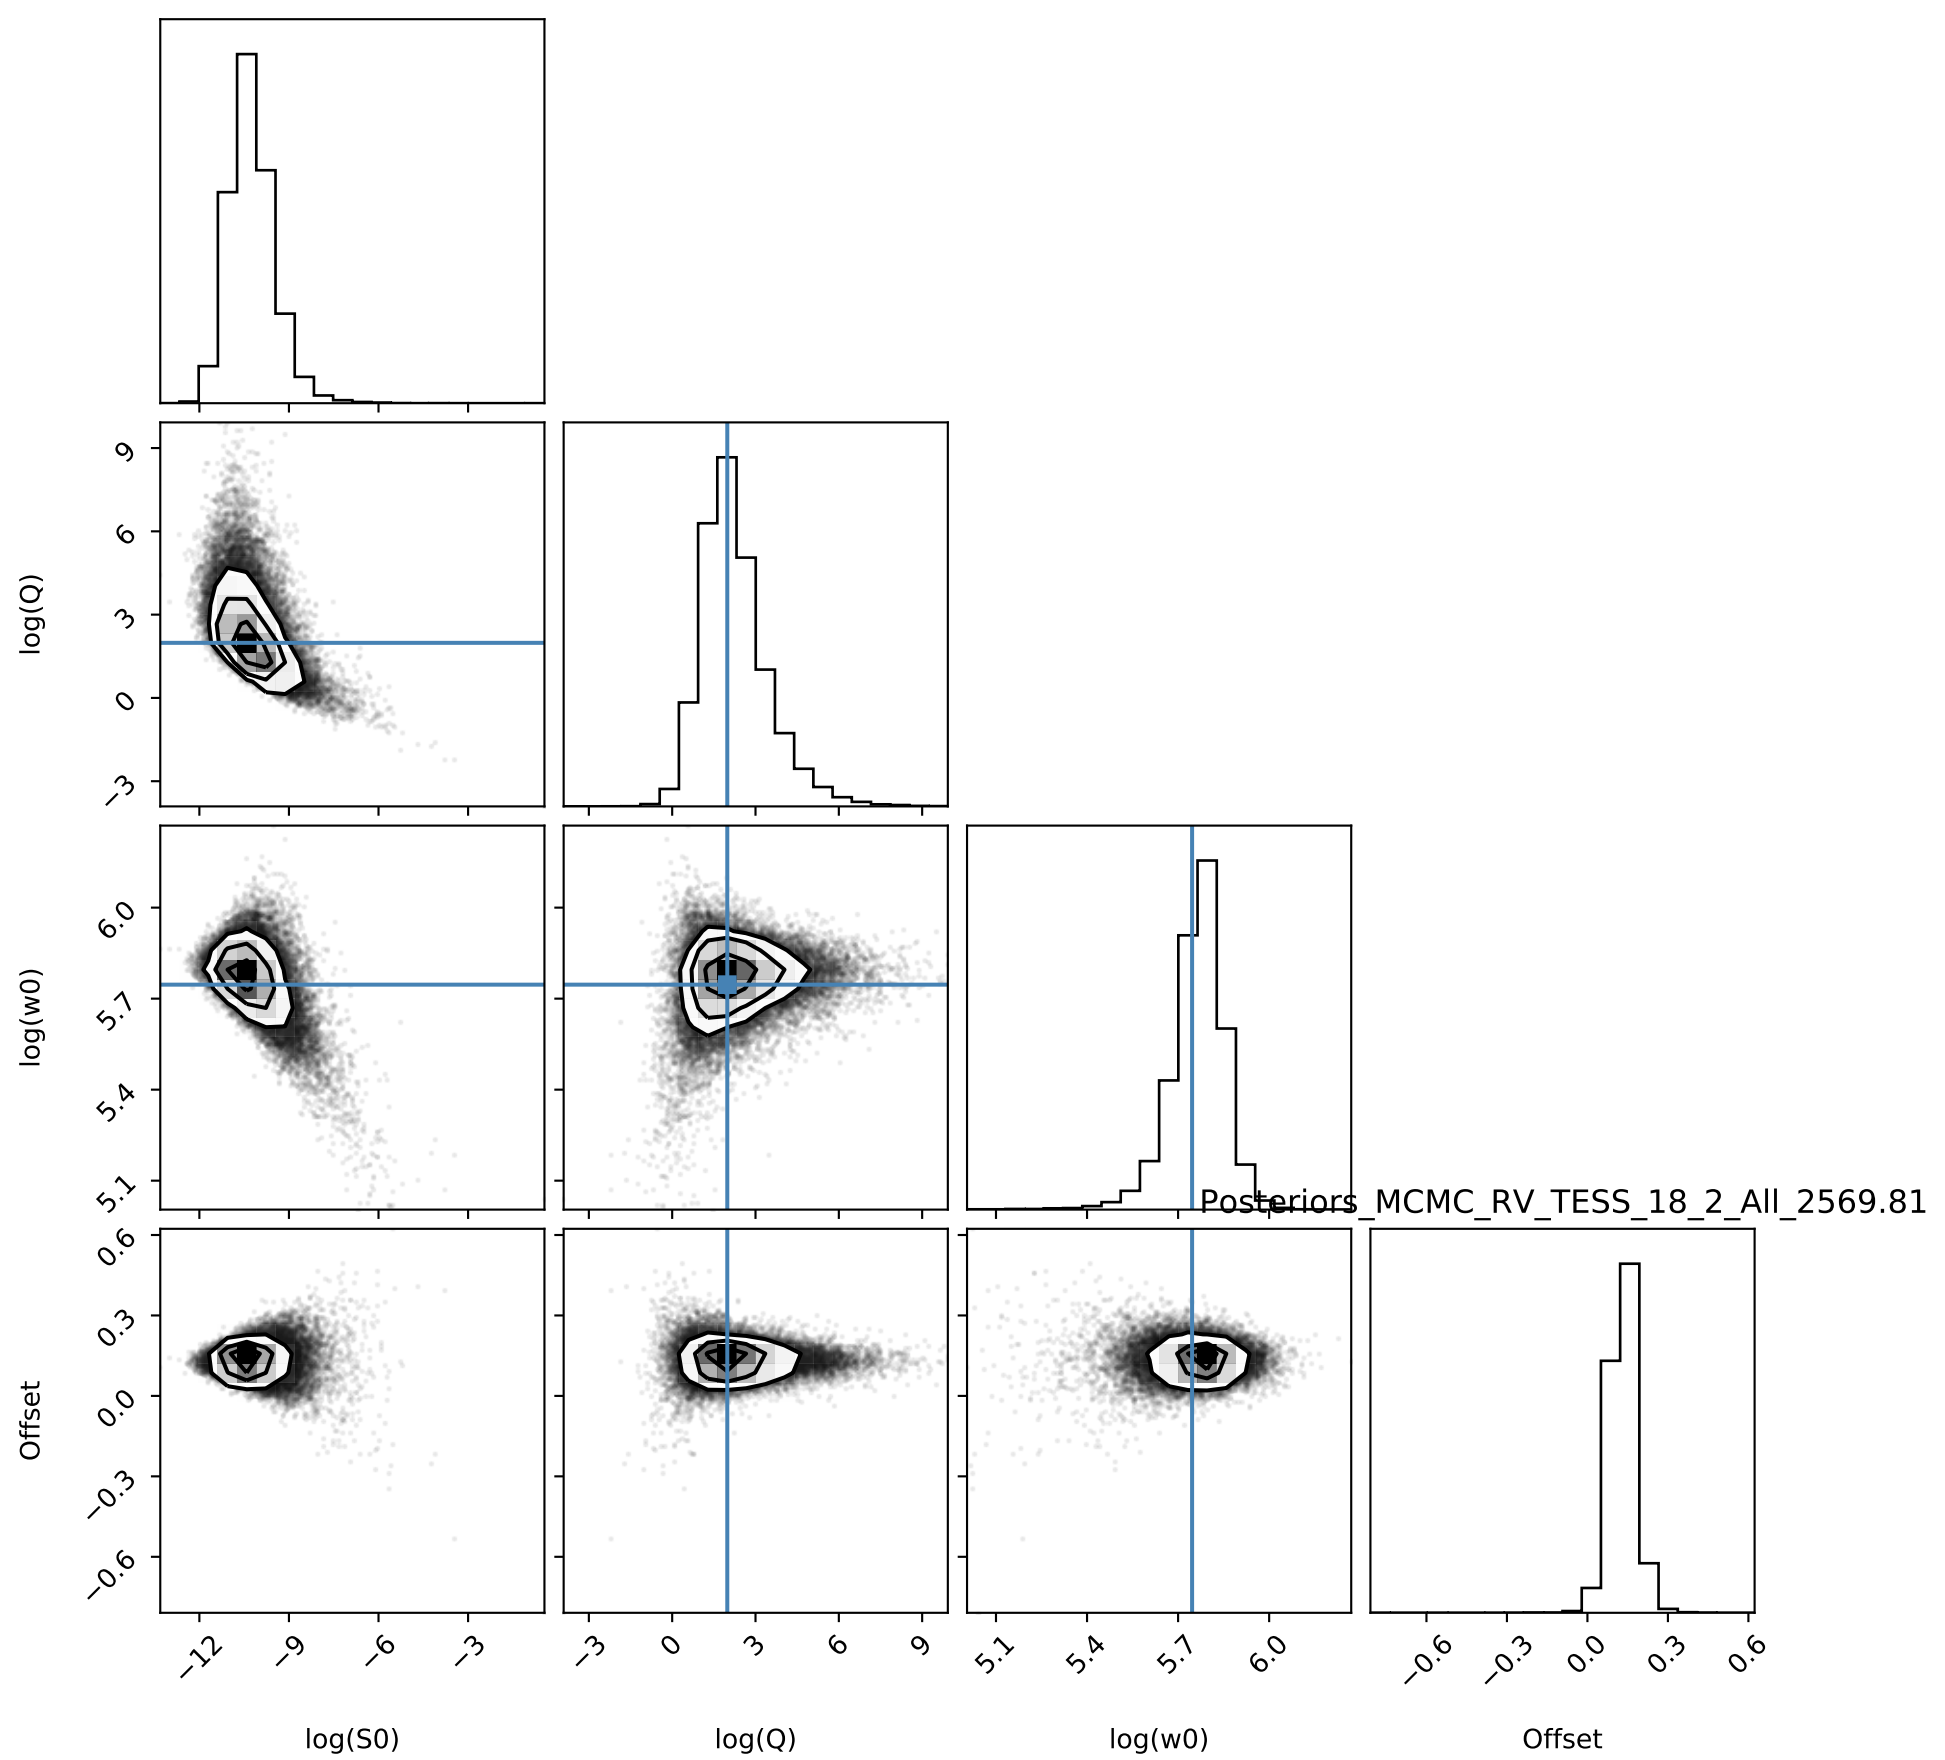 9
6
3
0
−3
log(Q)
6.0
5.7
5.4
5.1
log(w0)
Posteriors_MCMC_RV_TESS_18_2_All_2569.81
0.6
0.3
0.0
−0.3
−0.6
Offset
−12 −9 −6 −3 −3 0 3 6 9 5.1 5.4 5.7 6.0 −0.6 −0.3 0.0 0.3 0.6
log(S0) log(Q) log(w0) Offset